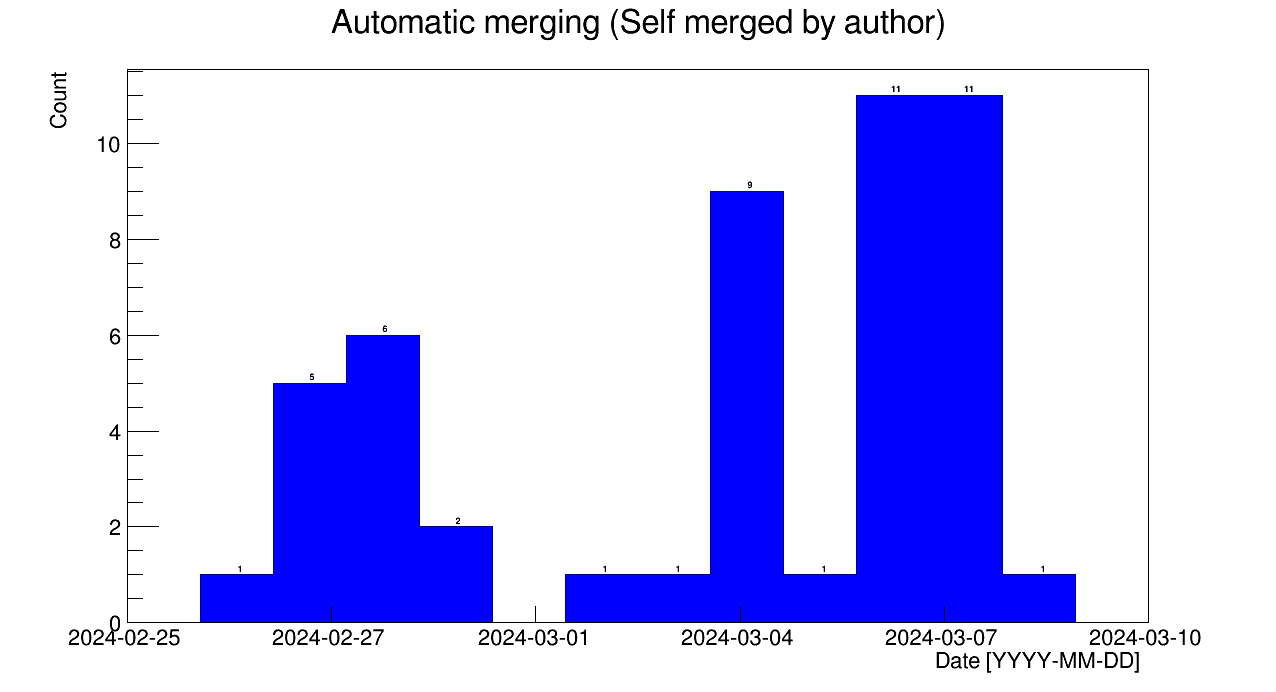 Automatic merging (Self merged by author)
Count
11 11
10
9
8
6
6
5
4
2
2
1 1 1 1 1
0
2024-02-25 2024-02-27 2024-03-01 2024-03-04 2024-03-07 2024-03-10
Date [YYYY-MM-DD]